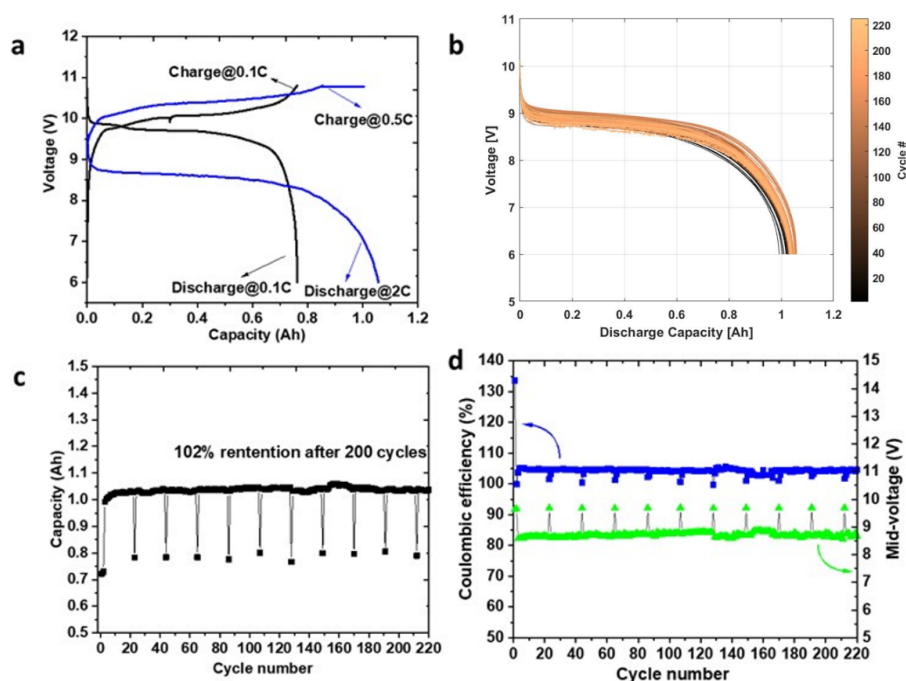 a
12
11
10
9
8
7
6
Voltage (V)
Charge@0.1C
Charge@0.5C
Discharge@0.1C
Discharge@2C
0.0 0.2 0.4 0.6 0.8 1.0 1.2
Capacity (Ah)
b
11
10
9
8
7
6
5
Voltage [V]
0 0.2 0.4 0.6 0.8 1 1.2
Discharge Capacity [Ah]
220
200
180
160
140
120
100
80
60
40
20
Cycle #
c
1.5
1.4
1.3
1.2
1.1
1.0
0.9
0.8
0.7
0.6
0.5
Capacity (Ah)
102% rentention after 200 cycles
0 20 40 60 80 100 120 140 160 180 200 220
Cycle number
d
140
130
120
110
100
90
80
70
60
50
Coulombic efficiency (%)
15
14
13
12
11
10
9
8
7
6
5
Mid-voltage (V)
0 20 40 60 80 100 120 140 160 180 200 220
Cycle number